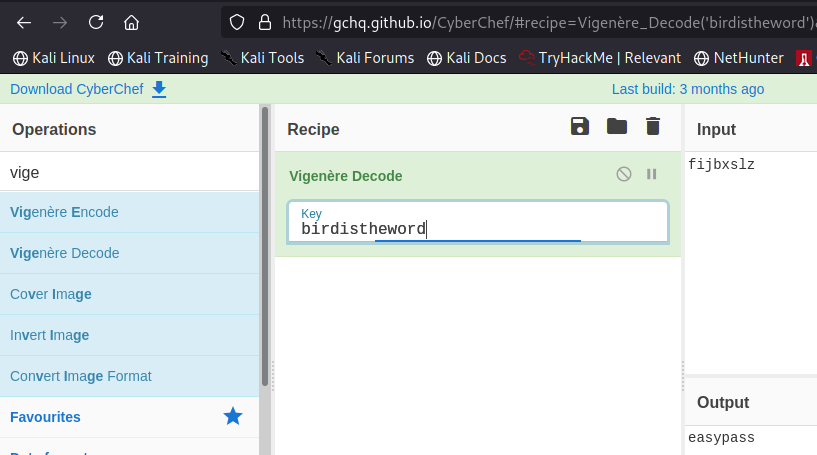 https://gchq.github.io/CyberChef/#recipe=Vigenère_Decode('birdistheword')
Kali Linux Kali Training Kali Tools Kali Forums Kali Docs TryHackMe | Relevant NetHunter
Download CyberChef Last build: 3 months ago
Operations
vige
Vigenère Encode
Vigenère Decode
Cover Image
Invert Image
Convert Image Format
Favourites
Recipe
Vigenère Decode
Key
birdistheword
Input
fijbxslz
Output
easypass